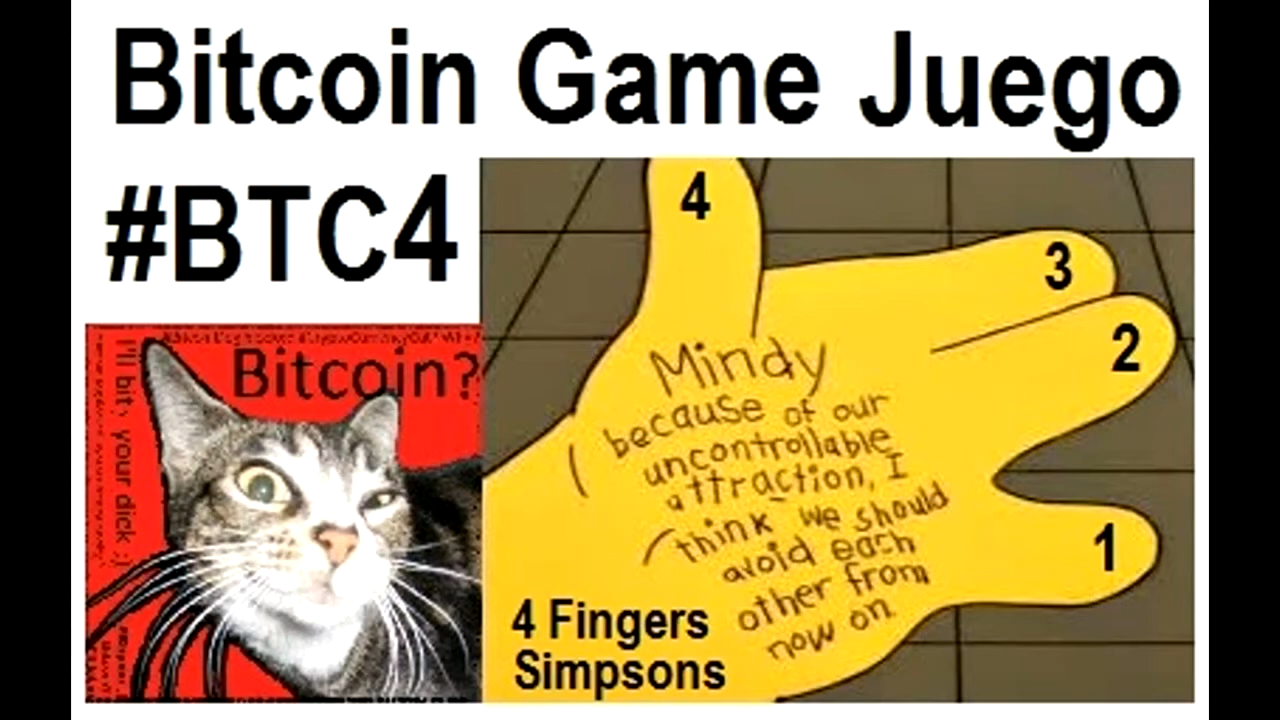 Bitcoin Game Juego
#BTC4
Bitcoin?
I'll bit, your dick :)
4
3
2
1
Mindy
because of our
uncontrollable
attraction, I
think we should
avoid each
other from
now on
4 Fingers
Simpsons